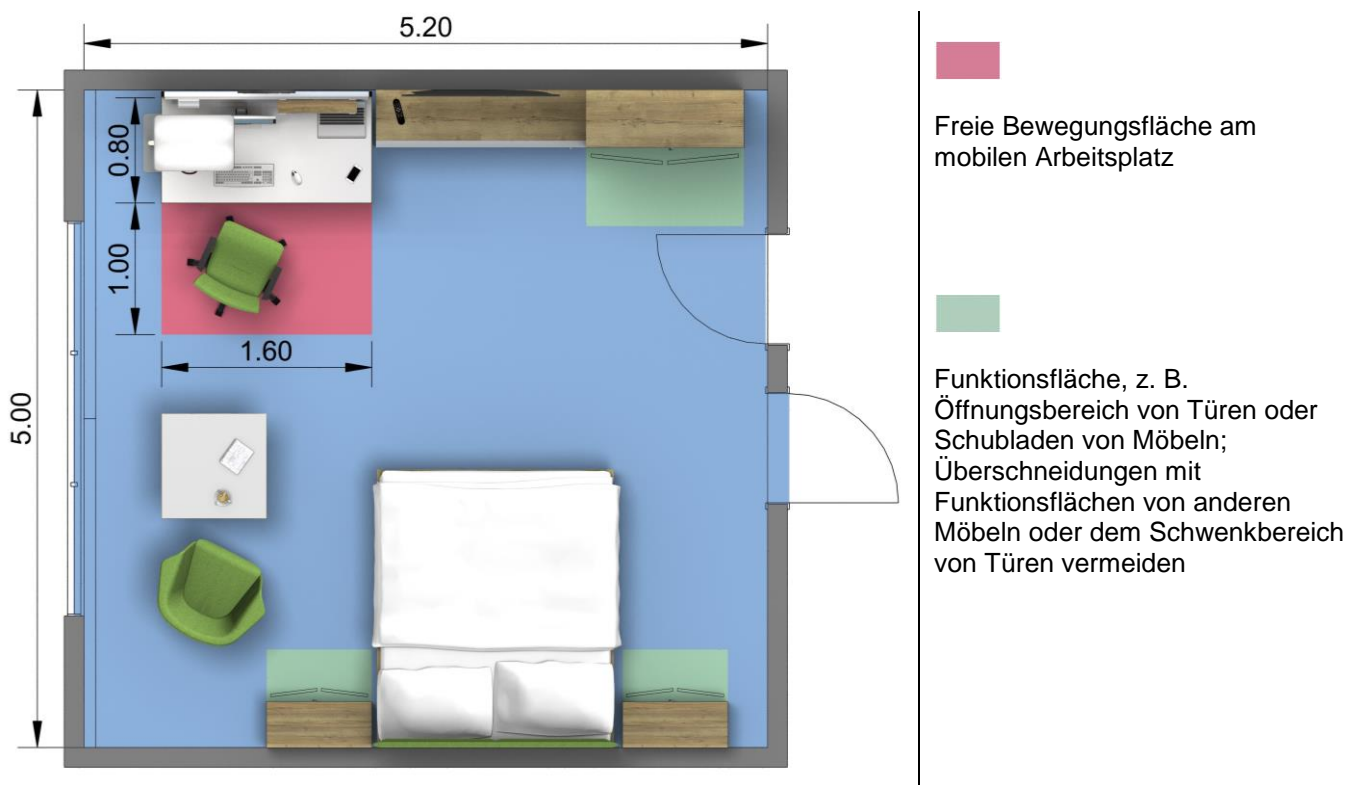 5.20
0.80
1.00
1.60
5.00
Freie Bewegungsfläche am
mobilen Arbeitsplatz
Funktionsfläche, z. B.
Öffnungsbereich von Türen oder
Schubladen von Möbeln;
Überschneidungen mit
Funktionsflächen von anderen
Möbeln oder dem Schwenkbereich
von Türen vermeiden